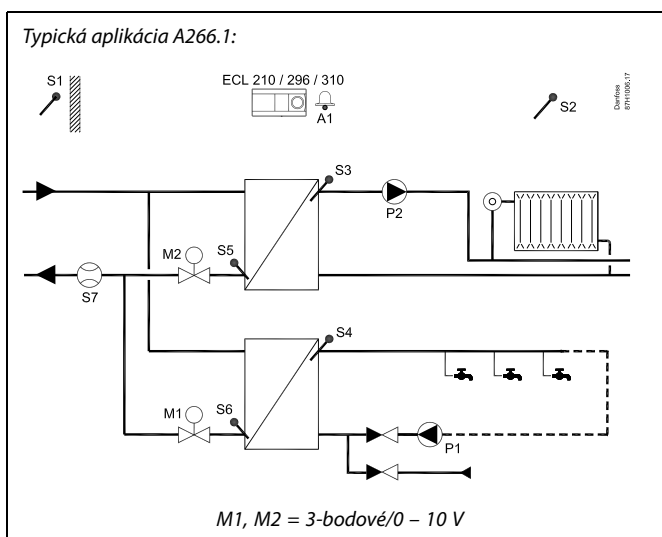 Typická aplikácia A266.1:
S1
ECL 210 / 296 / 310
A1
S2
Danfoss
87H1006.17
S3
P2
M2
S5
S7
S4
M1
S6
P1
M1, M2 = 3-bodové/0 – 10 V